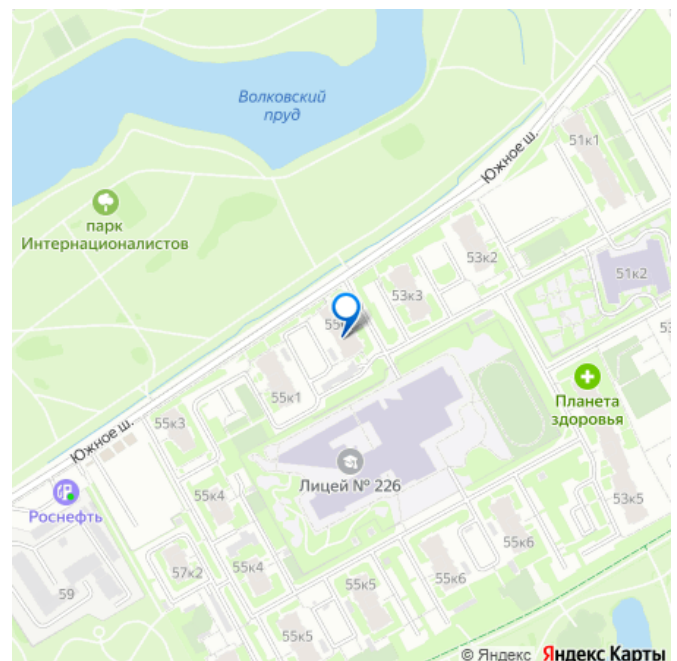 Волковский
пруд
51к1
Южное ш.
парк
Интернационалистов
53к2
51к2
53к3
55к1
Планета
здоровья
55к3
Южное ш.
Лицей № 226
55к4
Роснефть
53к5
55к6
57к2
55к4
55к6
55к5
59
55к5
© Яндекс Яндекс Карты